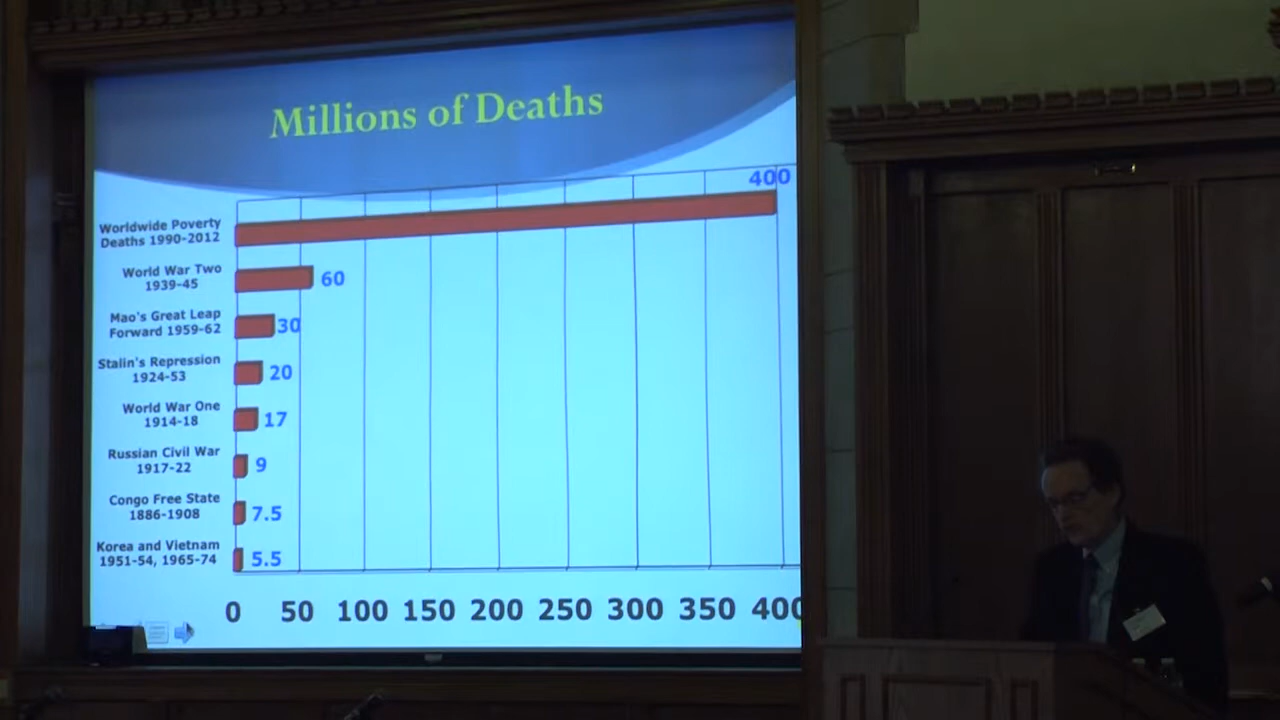 Millions of Deaths
400
Worldwide Poverty
Deaths 1990-2012
World War Two
1939-45
60
Mao's Great Leap
Forward 1959-62
30
Stalin's Repression
1924-53
20
World War One
1914-18
17
Russian Civil War
1917-22
9
Congo Free State
1886-1908
7.5
Korea and Vietnam
1951-54, 1965-74
5.5
0 50 100 150 200 250 300 350 400